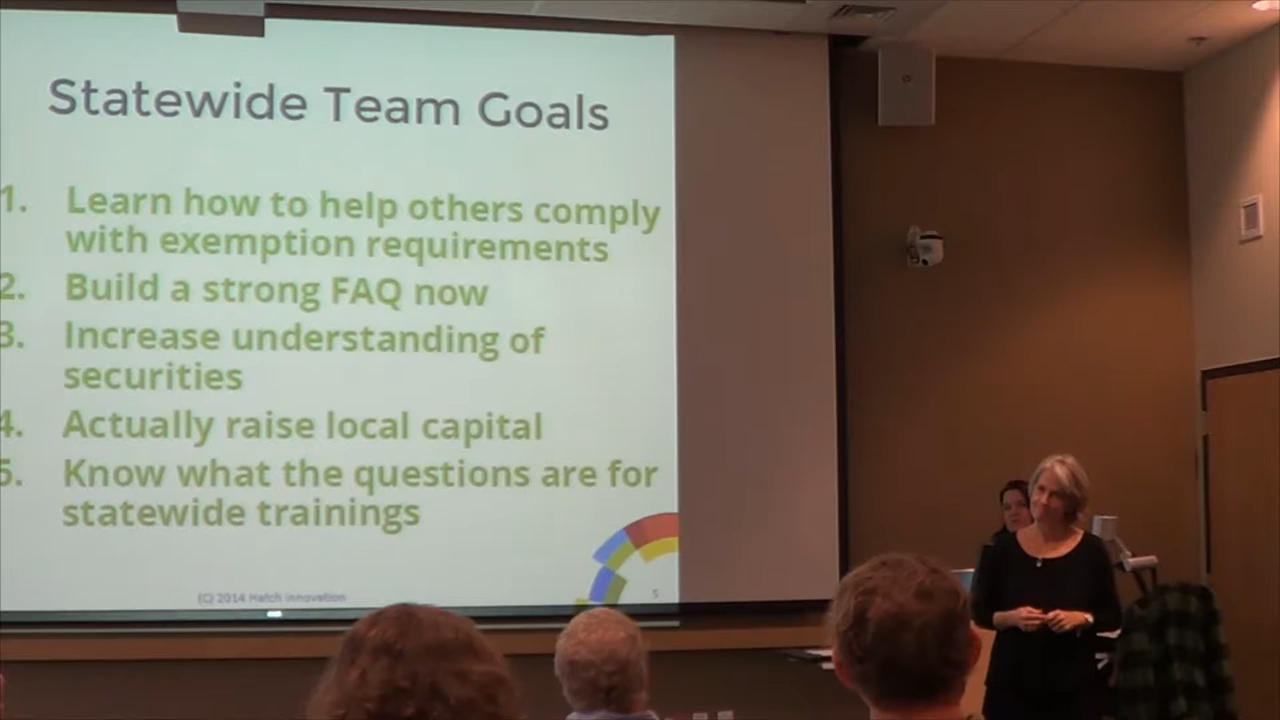 Statewide Team Goals
1. Learn how to help others comply
with exemption requirements
2. Build a strong FAQ now
3. Increase understanding of
securities
4. Actually raise local capital
5. Know what the questions are for
statewide trainings
(C) 2014 Hatch Innovation
5